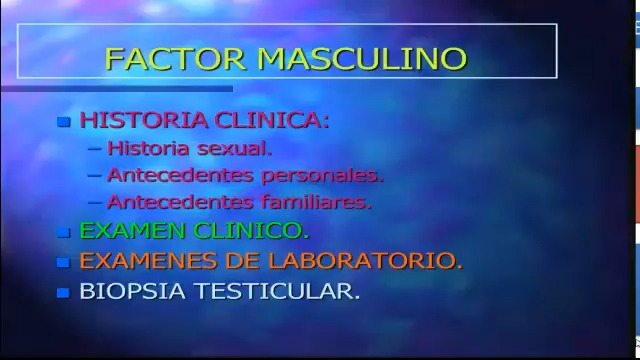 FACTOR MASCULINO
HISTORIA CLINICA:
– Historia sexual.
– Antecedentes personales.
– Antecedentes familiares.
EXAMEN CLINICO.
EXAMENES DE LABORATORIO.
BIOPSIA TESTICULAR.